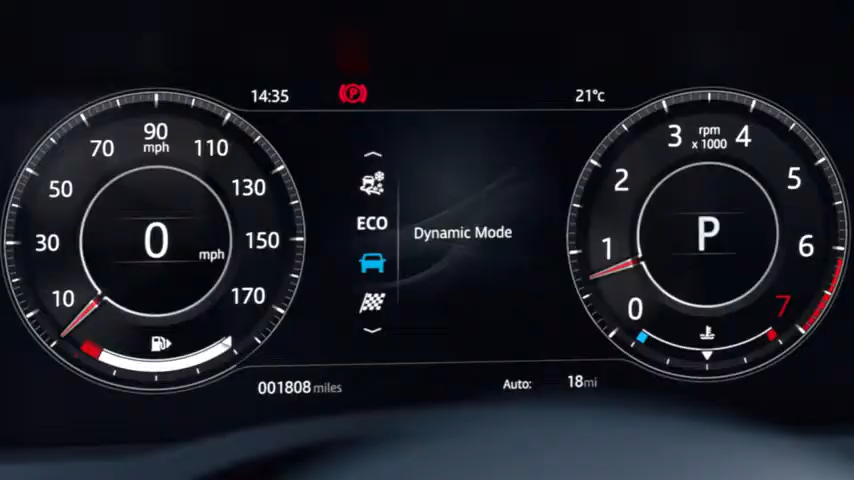 14:35
P
21°c
90
mph
70
110
50
130
30
150
10
170
0
mph
ECO
Dynamic Mode
3
rpm
x 1000
4
2
5
1
6
0
7
P
001808 miles
Auto:
18mi